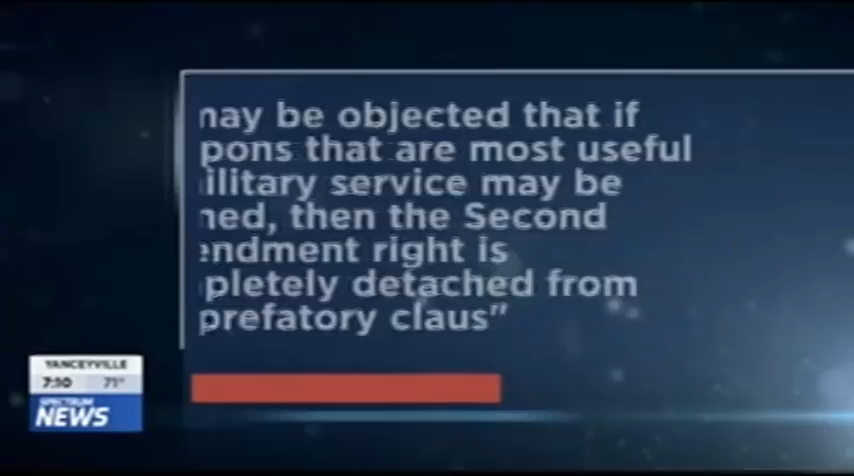 nay be objected that if
pons that are most useful
ilitary service may be
ned, then the Second
endment right is
pletely detached from
prefatory claus"
YANCEYVILLE
7:10 71°
SPECTRUM
NEWS